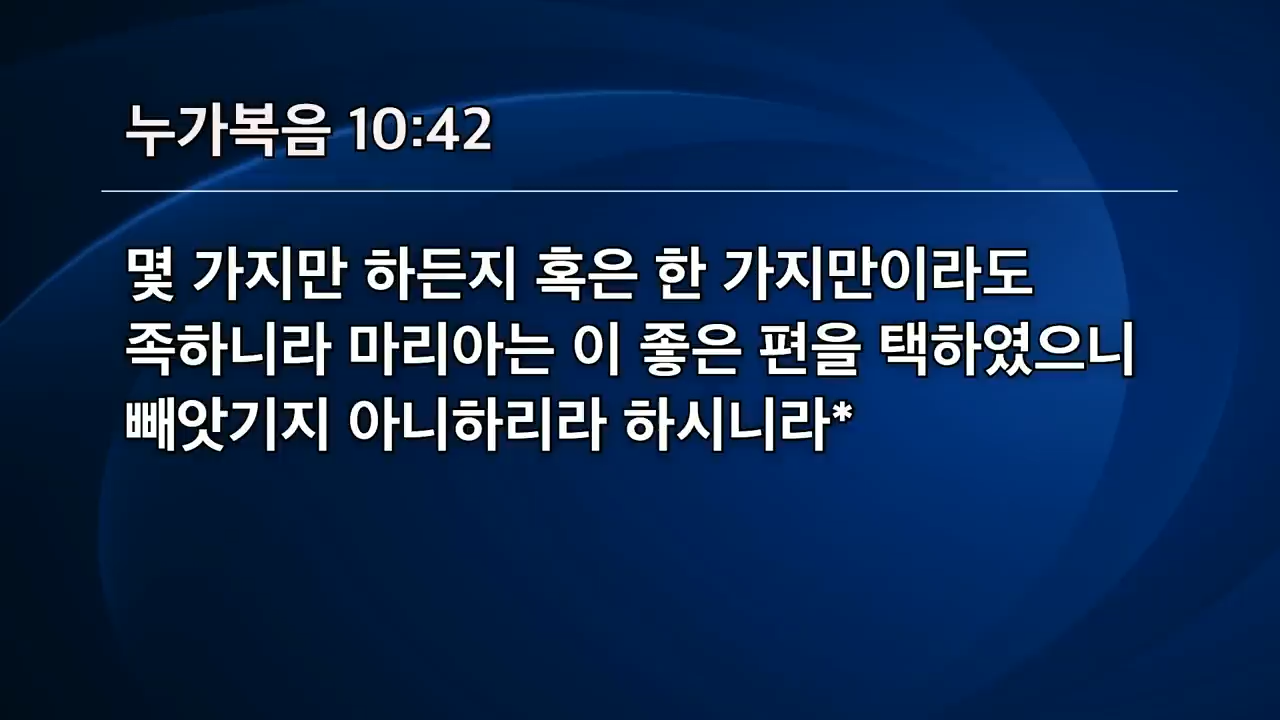 누가복음 10:42
몇 가지만 하든지 혹은 한 가지만이라도
족하니라 마리아는 이 좋은 편을 택하였으니
빼앗기지 아니하리라 하시니라*